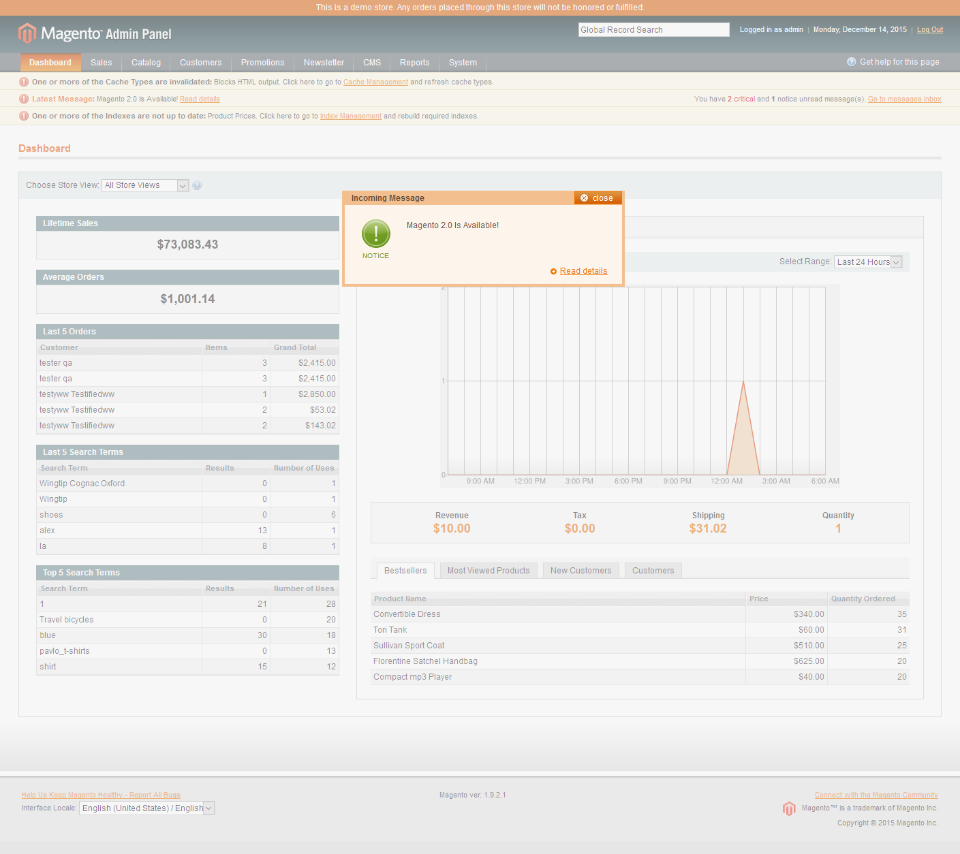 This is a demo store. Any orders placed through this store will not be honored or fulfilled.
Magento Admin Panel
Global Record Search
Logged in as admin | Monday, December 14, 2015 | Log Out
Dashboard Sales Catalog Customers Promotions Newsletter CMS Reports System
Get help for this page
One or more of the Cache Types are invalidated: Blocks HTML output. Click here to go to Cache Management and refresh cache types.
Latest Message: Magento 2.0 is Available! Read details
You have 2 critical and 1 notice unread message(s). Go to messages inbox
One or more of the Indexes are not up to date: Product Prices. Click here to go to Index Management and rebuild required indexes.
Dashboard
Choose Store View: All Store Views
Incoming Message
close
Magento 2.0 Is Available!
NOTICE
Read details
Lifetime Sales
$73,083.43
Average Orders
$1,001.14
Last 5 Orders
Customer Items Grand Total
tester qa 3 $2,415.00
tester qa 3 $2,415.00
testyww Testifiedww 1 $2,850.00
testyww Testifiedww 2 $53.02
testyww Testifiedww 2 $143.02
Last 5 Search Terms
Search Term Results Number of Uses
Wingtip Cognac Oxford 0 1
Wingtip 0 1
shoes 0 6
alex 13 1
la 8 1
Top 5 Search Terms
Search Term Results Number of Uses
1 21 28
Travel bicycles 0 20
blue 30 18
pavlo_t-shirts 0 13
shirt 15 12
Select Range: Last 24 Hours
2
1
0
9:00 AM 12:00 PM 3:00 PM 6:00 PM 9:00 PM 12:00 AM 3:00 AM 6:00 AM
Revenue Tax Shipping Quantity
$10.00 $0.00 $31.02 1
Bestsellers Most Viewed Products New Customers Customers
Product Name Price Quantity Ordered
Convertible Dress $340.00 35
Tori Tank $60.00 31
Sullivan Sport Coat $510.00 25
Florentine Satchel Handbag $625.00 20
Compact mp3 Player $40.00 20
Help Us Keep Magento Healthy - Report All Bugs
Interface Locale: English (United States) / English
Magento ver. 1.9.2.1
Connect with the Magento Community
Magento™ is a trademark of Magento Inc.
Copyright © 2015 Magento Inc.